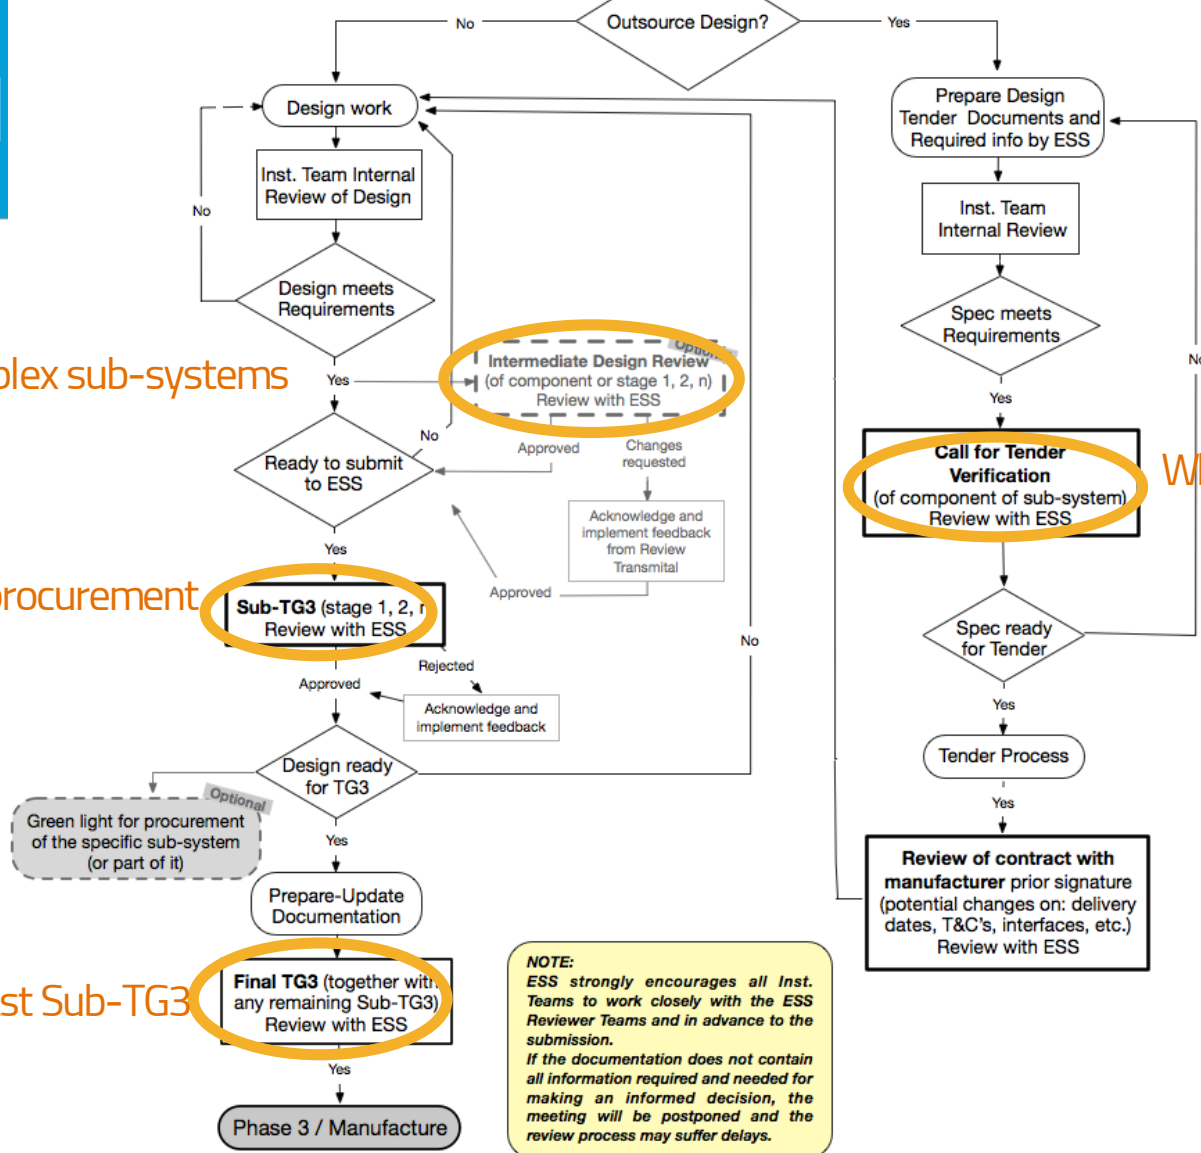 Outsource Design?
No
Yes
Design work
Inst. Team Internal
Review of Design
No
Design meets
Requirements
plex sub-systems
Yes
Optional
Intermediate Design Review
(of component or stage 1, 2, n)
Review with ESS
No
Approved
Changes
requested
Ready to submit
to ESS
Acknowledge and
implement feedback
from Review
Transmital
Approved
Yes
procurement
Sub-TG3 (stage 1, 2, n
Review with ESS
Rejected
Approved
Acknowledge and
implement feedback
No
Design ready
for TG3
Optional
Green light for procurement
of the specific sub-system
(or part of it)
Yes
Prepare-Update
Documentation
st Sub-TG3
Final TG3 (together with
any remaining Sub-TG3)
Review with ESS
Yes
Phase 3 / Manufacture
NOTE:
ESS strongly encourages all Inst.
Teams to work closely with the ESS
Reviewer Teams and in advance to the
submission.
If the documentation does not contain
all information required and needed for
making an informed decision, the
meeting will be postponed and the
review process may suffer delays.
Prepare Design
Tender Documents and
Required info by ESS
Inst. Team
Internal Review
Spec meets
Requirements
No
Yes
Call for Tender
Verification
(of component of sub-system)
Review with ESS
Wh
Spec ready
for Tender
Yes
Tender Process
Yes
Review of contract with
manufacturer prior signature
(potential changes on: delivery
dates, T&C's, interfaces, etc.)
Review with ESS